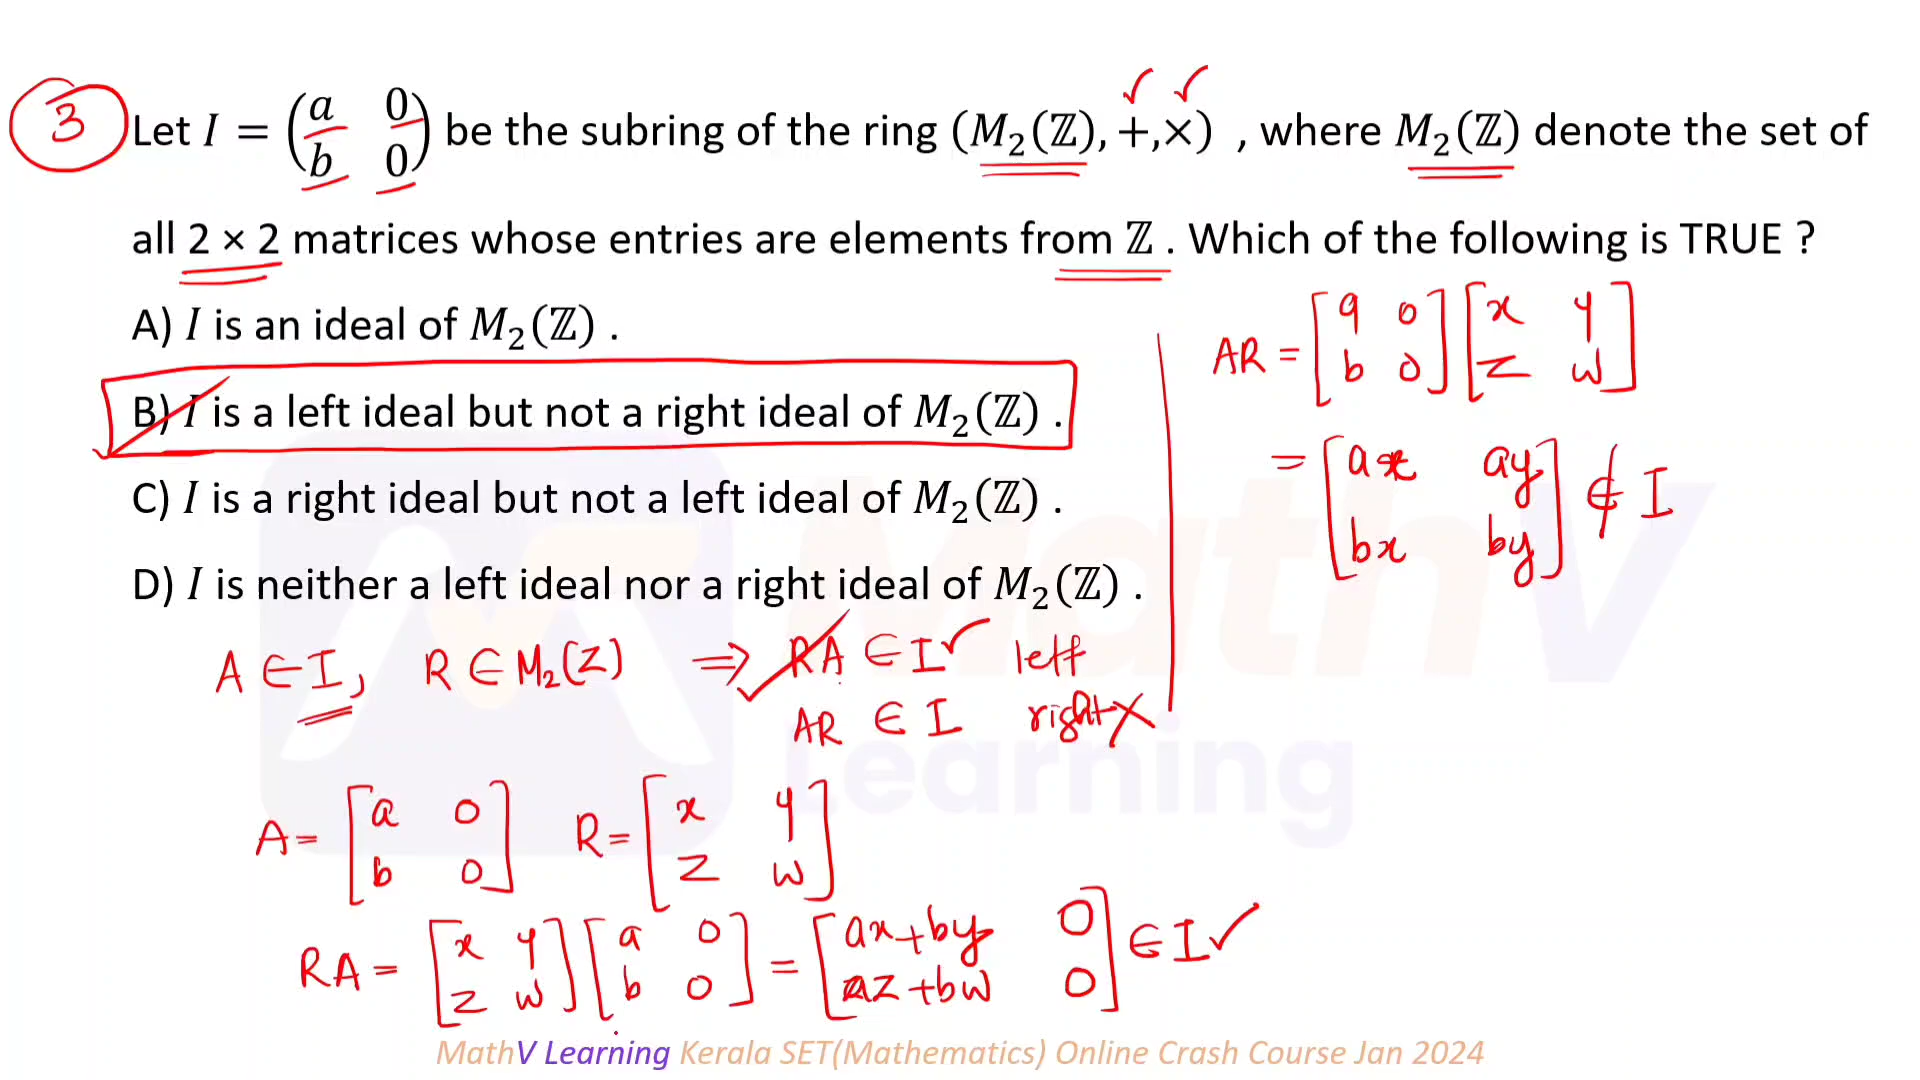 3 Let I = (a 0 b 0) be the subring of the ring (M₂(ℤ), +,×) , where M₂(ℤ) denote the set of
all 2 × 2 matrices whose entries are elements from ℤ . Which of the following is TRUE ?
A) I is an ideal of M₂(ℤ) .
B) I is a left ideal but not a right ideal of M₂(ℤ) .
C) I is a right ideal but not a left ideal of M₂(ℤ) .
D) I is neither a left ideal nor a right ideal of M₂(ℤ) .
AR = [a 0 b 0] [x y z w]
= [ax ay bx by] ∉ I
A ∈ I, R ∈ M₂(Z) ⇒ RA ∈ I ✓ left
AR ∈ I right ✗
A = [a 0 b 0] R = [x y z w]
RA = [x y z w] [a 0 b 0] = [ax+by 0 az+bw 0] ∈ I ✓
MathV Learning
MathV Learning Kerala SET(Mathematics) Online Crash Course Jan 2024